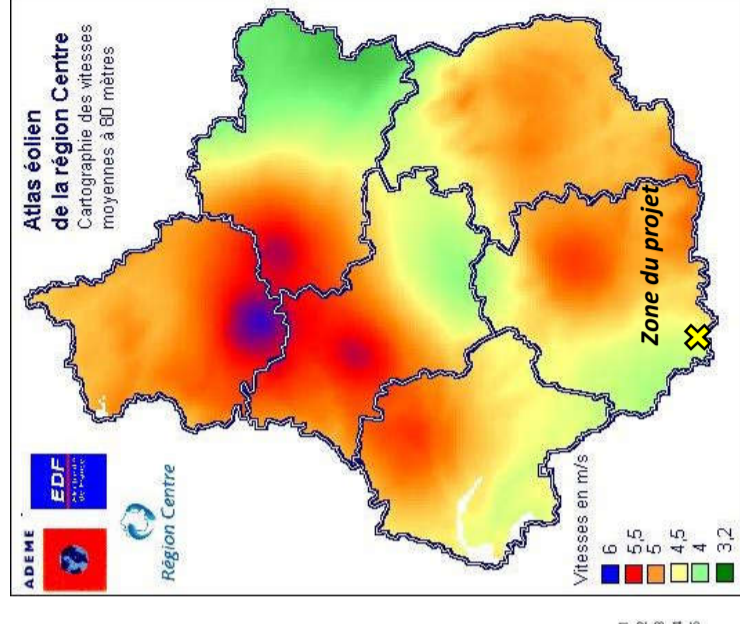 Atlas éolien
de la région Centre
Cartographie des vitesses
moyennes à 80 mètres
ADEME
EDF
Région Centre
Zone du projet
Vitesses en m/s
6
5,5
5
4,5
4
3,2